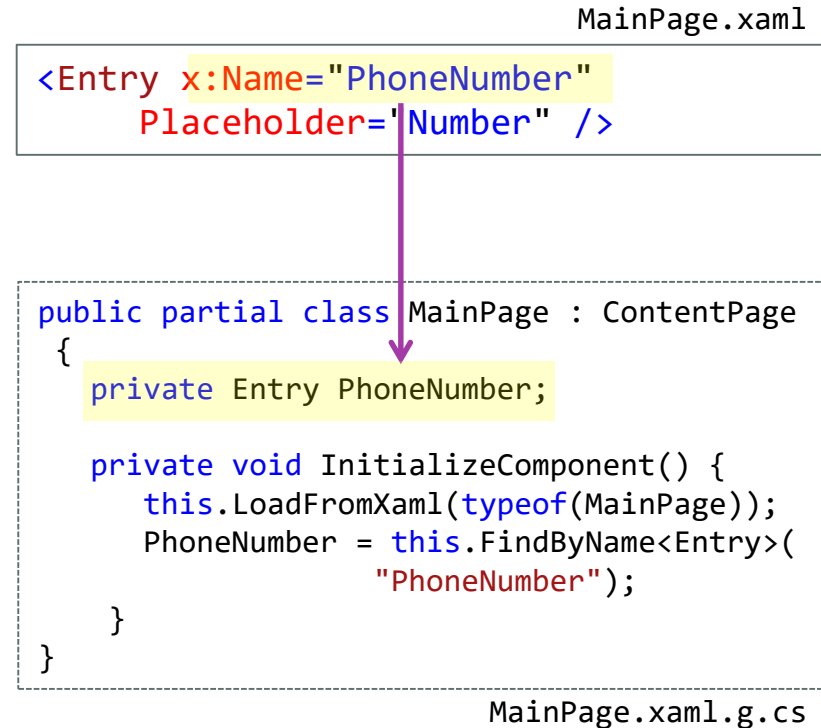 MainPage.xaml
<Entry x:Name="PhoneNumber"
Placeholder="Number" />
public partial class MainPage : ContentPage
{
private Entry PhoneNumber;
private void InitializeComponent() {
this.LoadFromXaml(typeof(MainPage));
PhoneNumber = this.FindByName<Entry>(
"PhoneNumber");
}
}
MainPage.xaml.g.cs